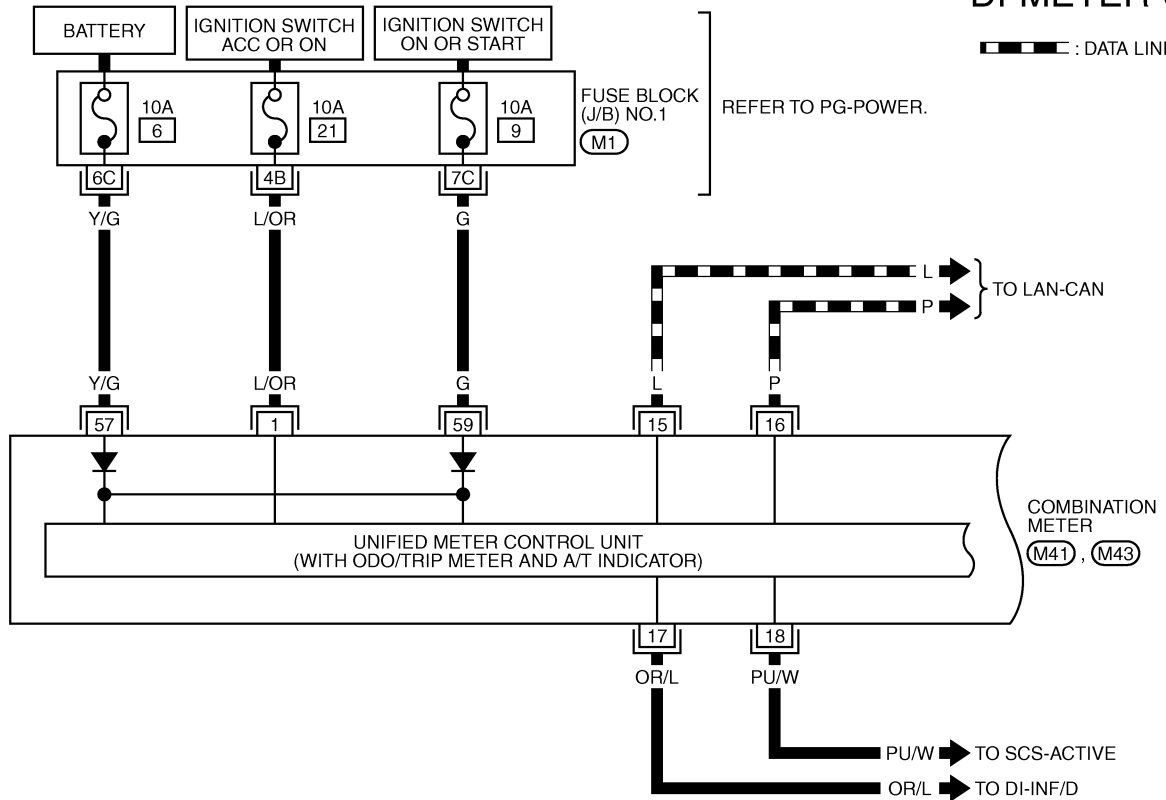 DI-METER
: DATA LINE
BATTERY
IGNITION SWITCH
ACC OR ON
IGNITION SWITCH
ON OR START
10A
6
10A
21
10A
9
FUSE BLOCK
(J/B) NO.1
M1
REFER TO PG-POWER.
6C
4B
7C
Y/G
L/OR
G
L
P
TO LAN-CAN
Y/G
L/OR
G
L
P
57
1
59
15
16
UNIFIED METER CONTROL UNIT
(WITH ODO/TRIP METER AND A/T INDICATOR)
COMBINATION
METER
M41 , M43
17
18
OR/L
PU/W
PU/W
TO SCS-ACTIVE
OR/L
TO DI-INF/D